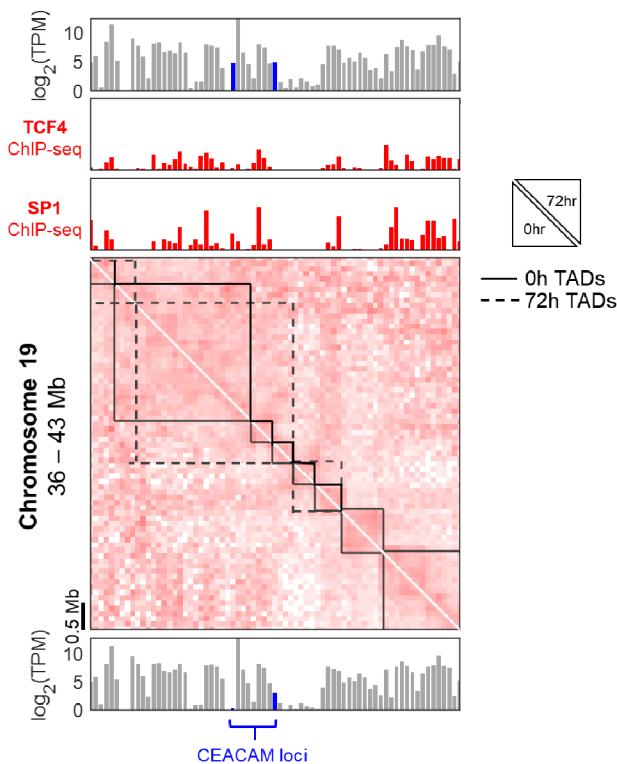 log2(TPM)
10
5
0
TCF4
ChIP-seq
SP1
ChIP-seq
72hr
0hr
0h TADs
72h TADs
Chromosome 19
36 – 43 Mb
0.5 Mb
log2(TPM)
10
5
0
CEACAM loci